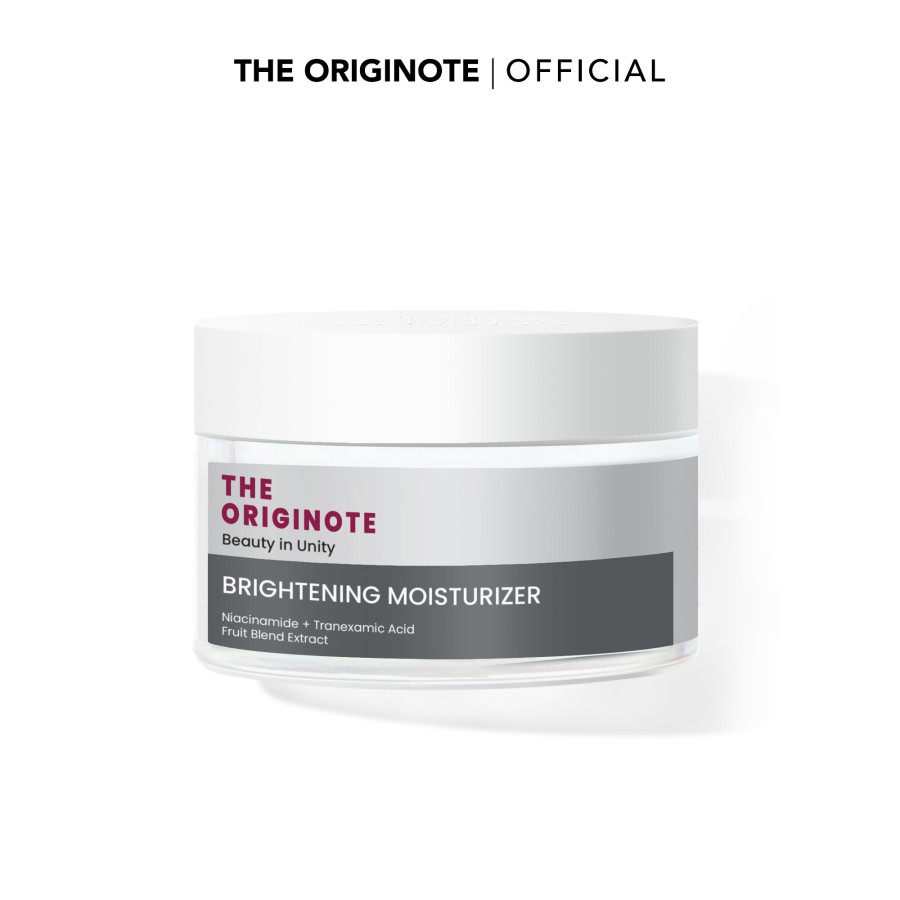 THE ORIGINOTE | OFFICIAL
THE
ORIGINOTE
Beauty in Unity
BRIGHTENING MOISTURIZER
Niacinamide + Tranexamic Acid
Fruit Blend Extract